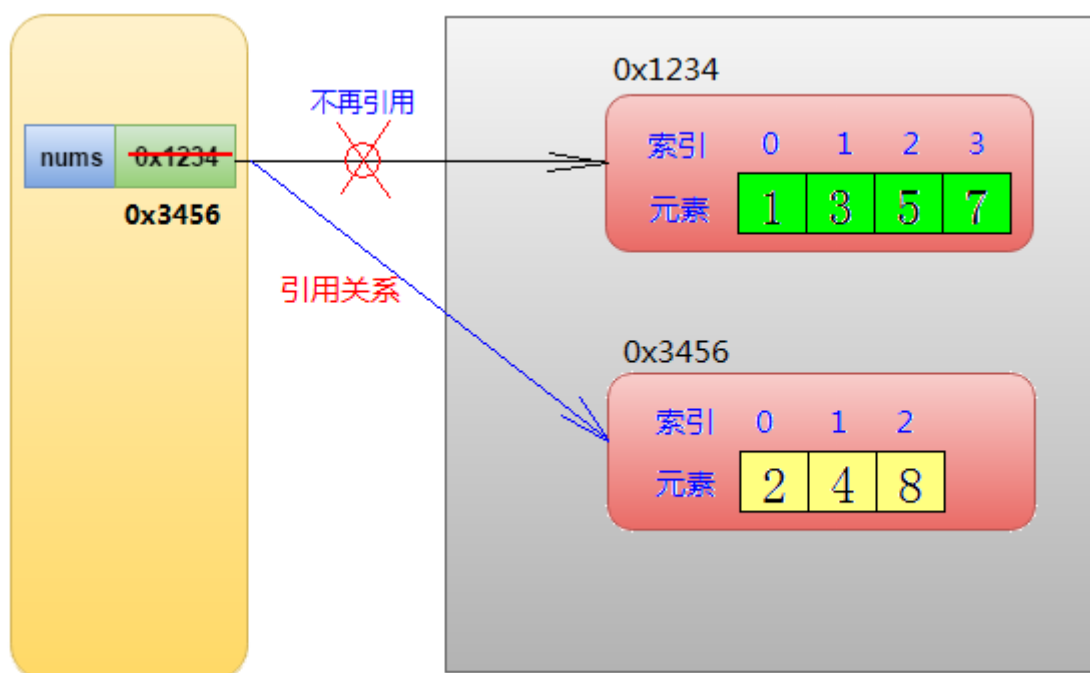 0x1234
不再引用
索引 0 1 2 3
nums 0x1234
元素 1 3 5 7
0x3456
引用关系
0x3456
索引 0 1 2
元素 2 4 8